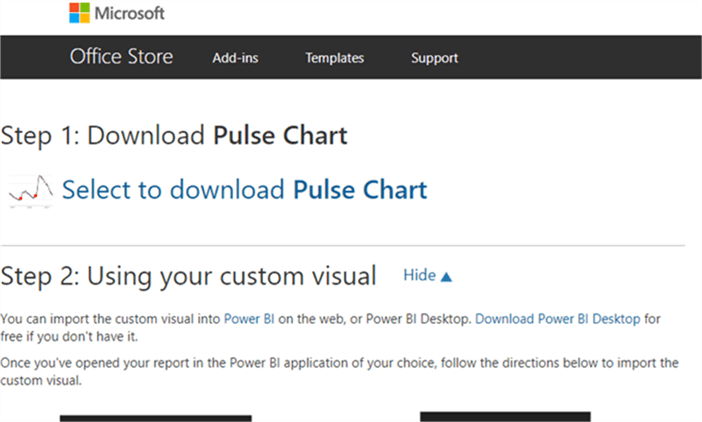 Microsoft
Office Store Add-ins Templates Support
Step 1: Download Pulse Chart
Select to download Pulse Chart
Step 2: Using your custom visual Hide
You can import the custom visual into Power BI on the web, or Power BI Desktop. Download Power BI Desktop for
free if you don't have it.
Once you've opened your report in the Power BI application of your choice, follow the directions below to import the
custom visual.